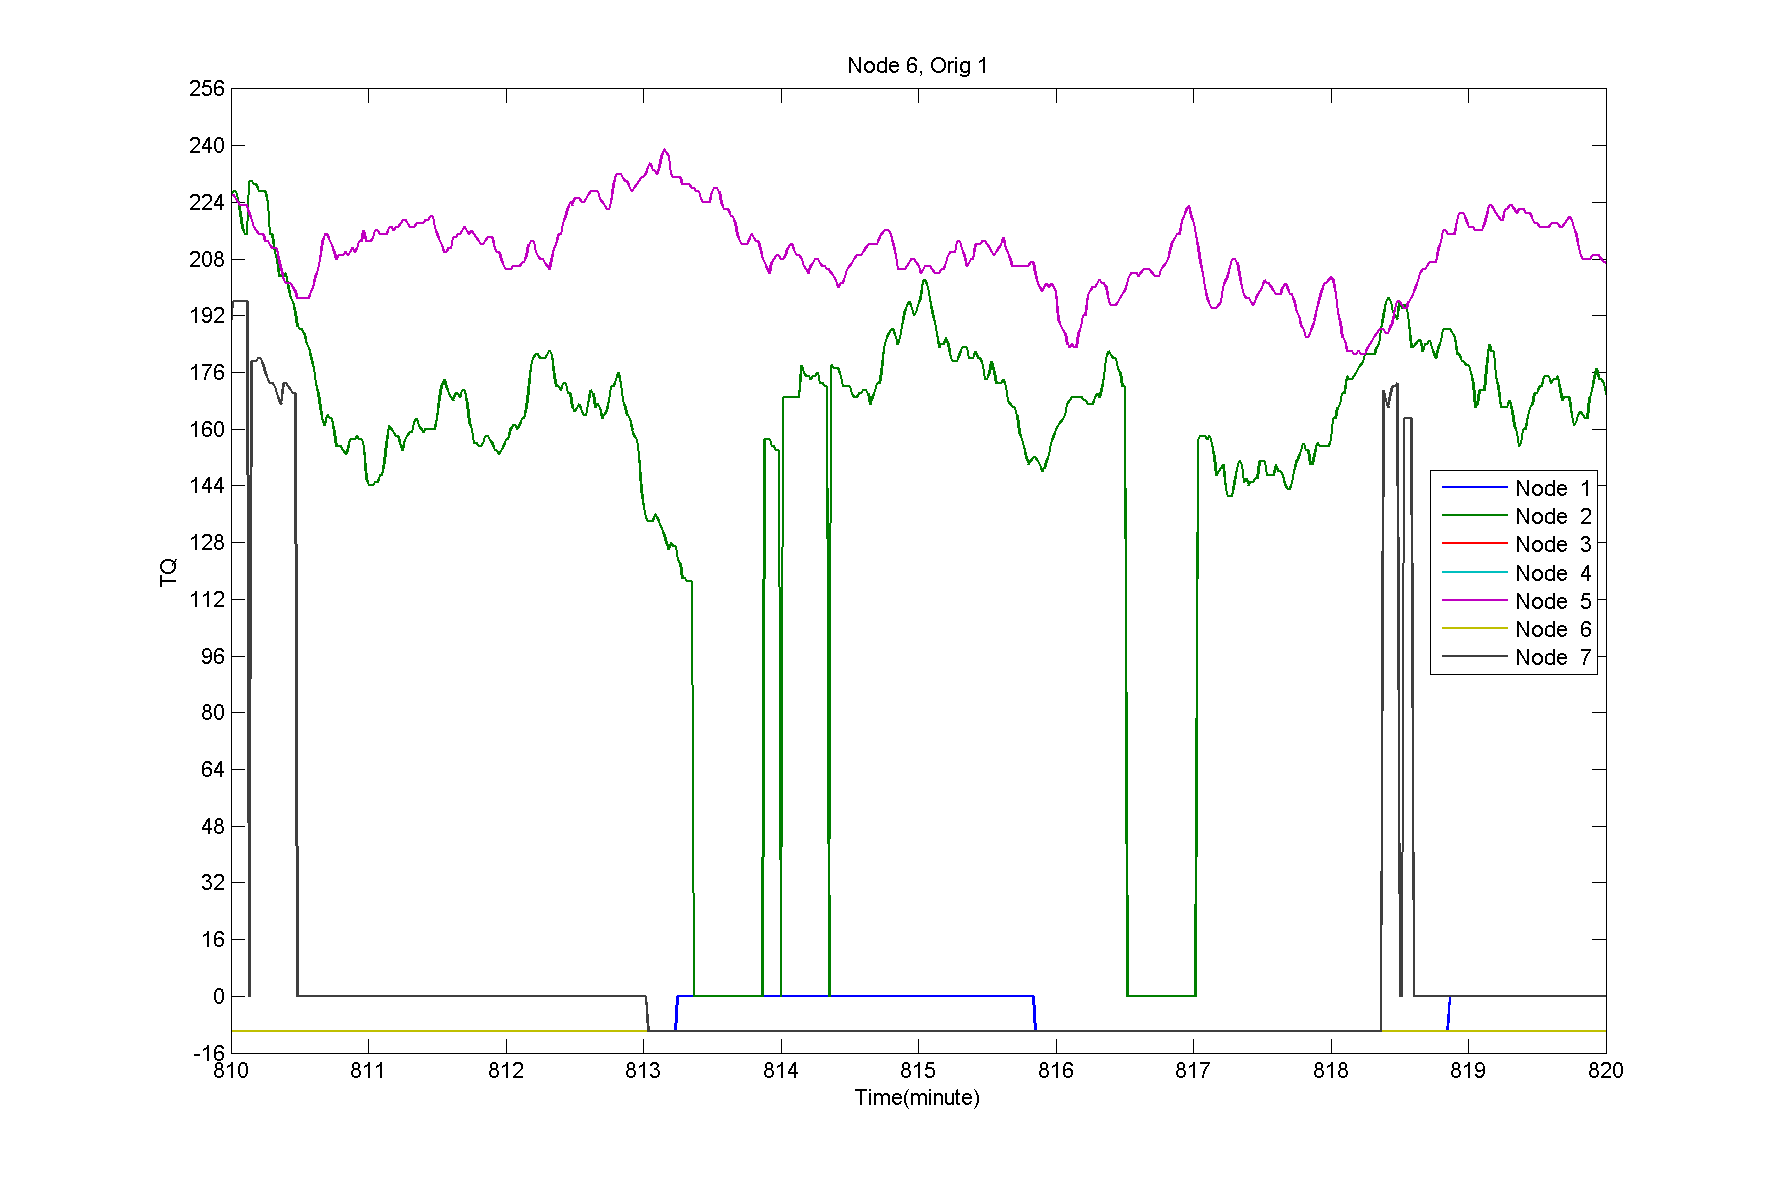 Node 6, Orig 1
256
240
224
208
192
176
160
144
128
112
96
80
64
48
32
16
0
-16
TQ
Node 1
Node 2
Node 3
Node 4
Node 5
Node 6
Node 7
810 811 812 813 814 815 816 817 818 819 820
Time(minute)